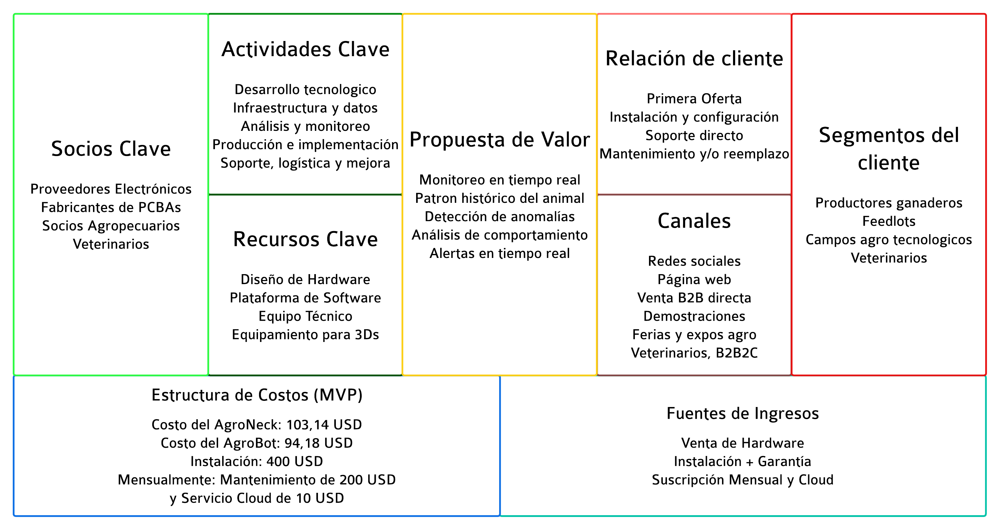 Socios Clave
Proveedores Electrónicos
Fabricantes de PCBAs
Socios Agropecuarios
Veterinarios
Actividades Clave
Desarrollo tecnologico
Infraestructura y datos
Análisis y monitoreo
Producción e implementación
Soporte, logística y mejora
Recursos Clave
Diseño de Hardware
Plataforma de Software
Equipo Técnico
Equipamiento para 3Ds
Propuesta de Valor
Monitoreo en tiempo real
Patron histórico del animal
Detección de anomalías
Análisis de comportamiento
Alertas en tiempo real
Relación de cliente
Primera Oferta
Instalación y configuración
Soporte directo
Mantenimiento y/o reemplazo
Canales
Redes sociales
Página web
Venta B2B directa
Demostraciones
Ferias y expos agro
Veterinarios, B2B2C
Segmentos del
cliente
Productores ganaderos
Feedlots
Campos agro tecnologicos
Veterinarios
Estructura de Costos (MVP)
Costo del AgroNeck: 103,14 USD
Costo del AgroBot: 94,18 USD
Instalación: 400 USD
Mensualmente: Mantenimiento de 200 USD
y Servicio Cloud de 10 USD
Fuentes de Ingresos
Venta de Hardware
Instalación + Garantía
Suscripción Mensual y Cloud